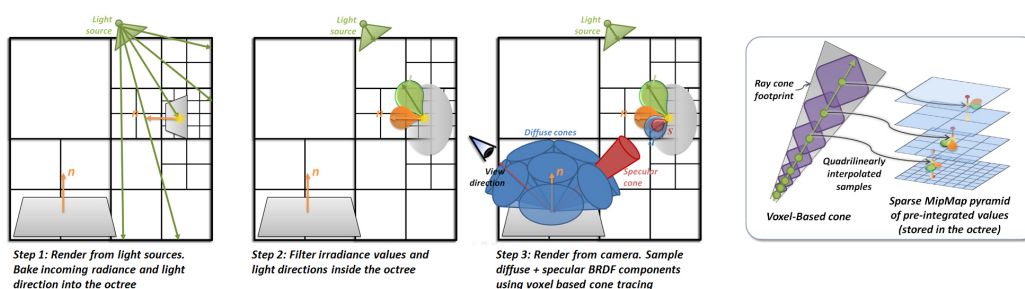 Light
source
n
n
Step 1: Render from light sources.
Bake incoming radiance and light
direction into the octree
Light
source
n
n
Step 2: Filter irradiance values and
light directions inside the octree
Light
source
n
Diffuse cones
View
direction
n
Specular
cone
Step 3: Render from camera. Sample
diffuse + specular BRDF components
using voxel based cone tracing
Ray cone
footprint
Quadrilinearly
interpolated
samples
Voxel-Based cone
Sparse MipMap pyramid
of pre-integrated values
(stored in the octree)